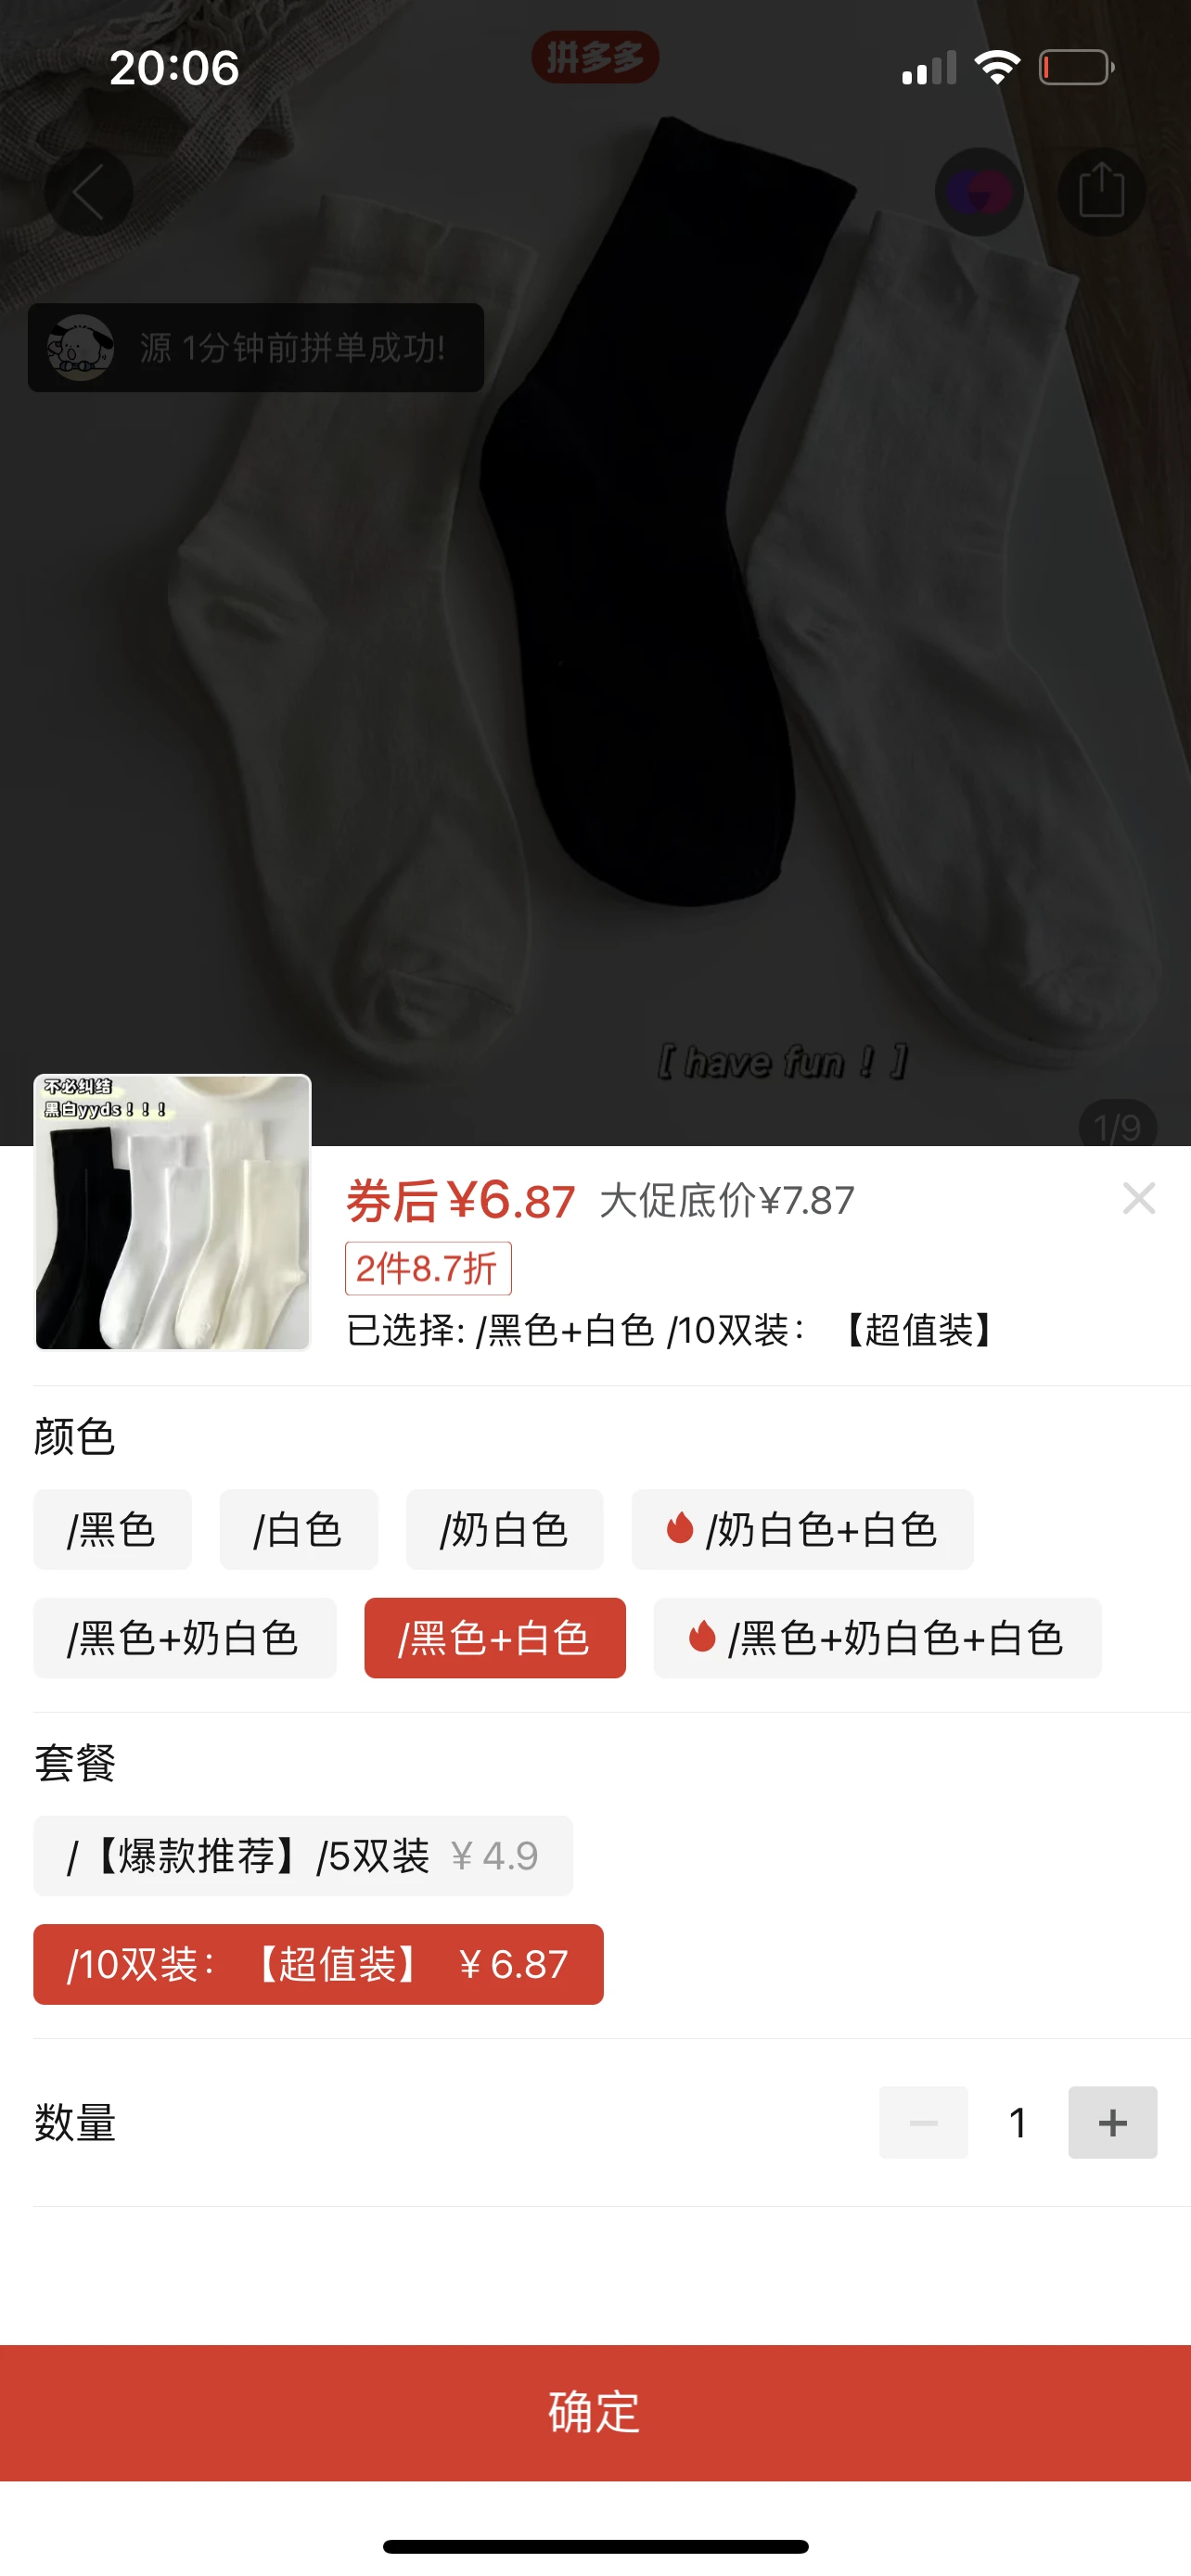 20:06
拼多多
源 1分钟前拼单成功!
[ have fun ! ]
1/9
不必纠结
黑白yyds！！！
券后¥6.87 大促底价¥7.87
2件8.7折
已选择: /黑色+白色 /10双装：【超值装】
颜色
/黑色 /白色 /奶白色 /奶白色+白色
/黑色+奶白色 /黑色+白色 /黑色+奶白色+白色
套餐
/【爆款推荐】/5双装 ¥4.9
/10双装：【超值装】 ¥6.87
数量 1
确定